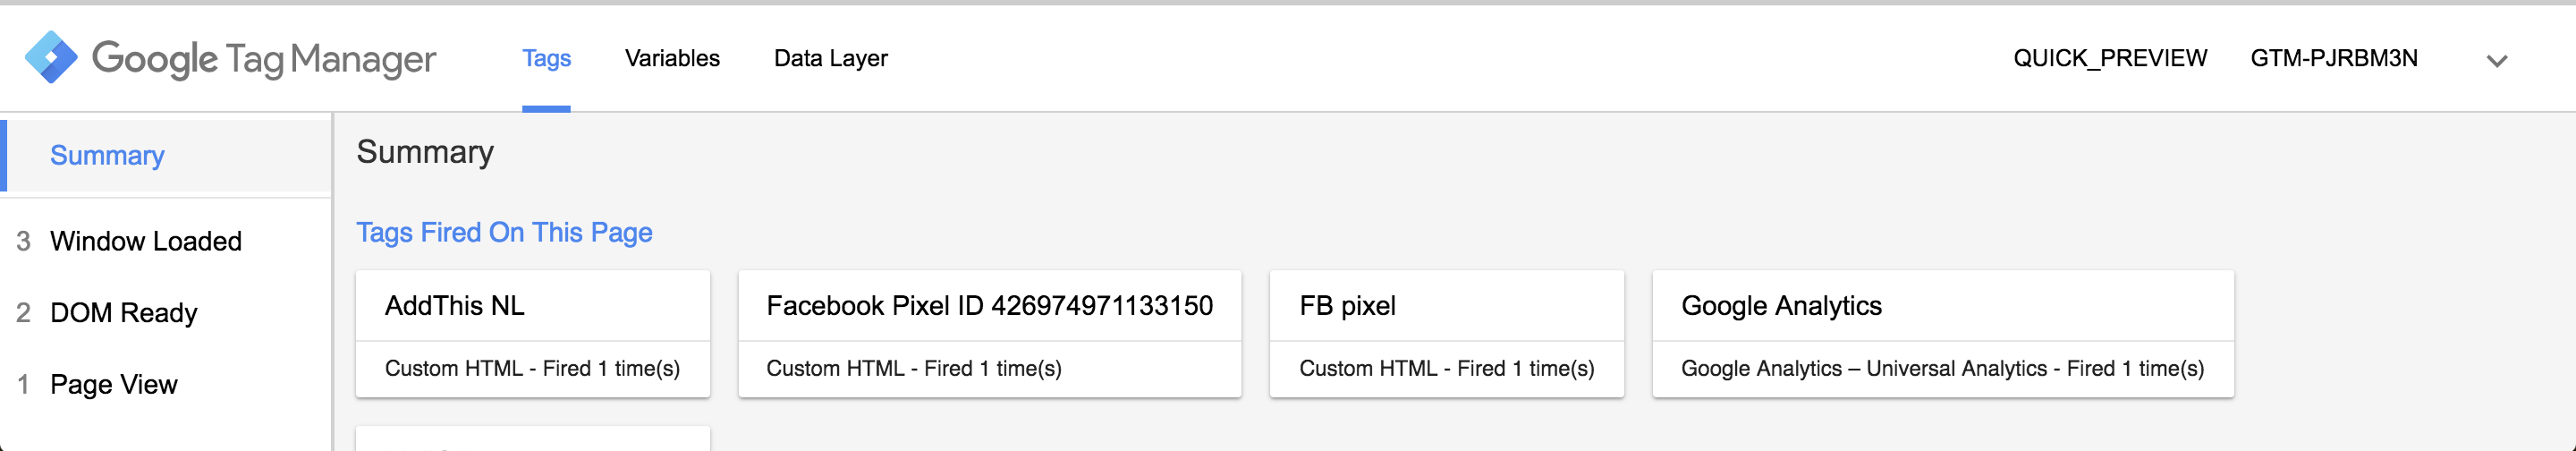 Google Tag Manager
Tags
Variables
Data Layer
QUICK_PREVIEW
GTM-PJRBM3N
Summary
3 Window Loaded
2 DOM Ready
1 Page View
Summary
Tags Fired On This Page
AddThis NL
Custom HTML - Fired 1 time(s)
Facebook Pixel ID 426974971133150
Custom HTML - Fired 1 time(s)
FB pixel
Custom HTML - Fired 1 time(s)
Google Analytics
Google Analytics – Universal Analytics - Fired 1 time(s)